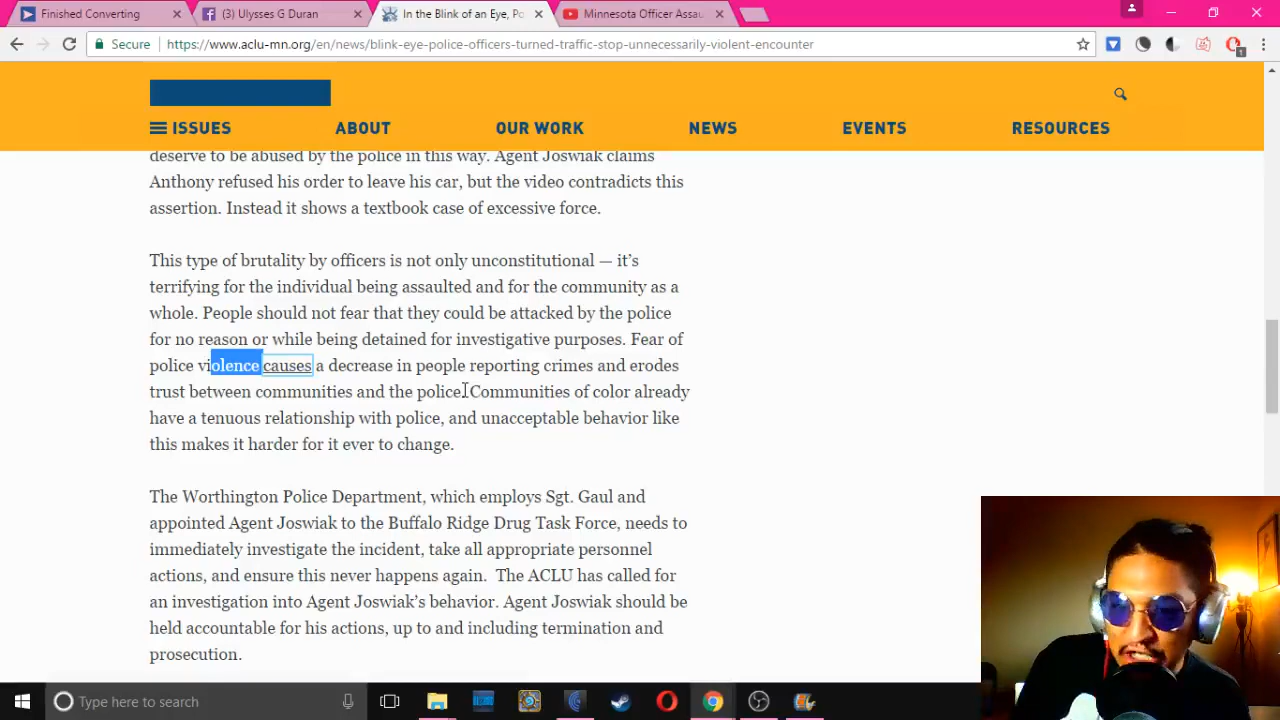 Finished Converting
(3) Ulysses G Duran
In the Blink of an Eye, Po
Minnesota Officer Assau
Secure
https://www.aclu-mn.org/en/news/blink-eye-police-officers-turned-traffic-stop-unnecessarily-violent-encounter
1
ISSUES ABOUT OUR WORK NEWS EVENTS RESOURCES
deserve to be abused by the police in this way. Agent Joswiak claims
Anthony refused his order to leave his car, but the video contradicts this
assertion. Instead it shows a textbook case of excessive force.
This type of brutality by officers is not only unconstitutional — it's
terrifying for the individual being assaulted and for the community as a
whole. People should not fear that they could be attacked by the police
for no reason or while being detained for investigative purposes. Fear of
police violence causes a decrease in people reporting crimes and erodes
trust between communities and the police. Communities of color already
have a tenuous relationship with police, and unacceptable behavior like
this makes it harder for it ever to change.
The Worthington Police Department, which employs Sgt. Gaul and
appointed Agent Joswiak to the Buffalo Ridge Drug Task Force, needs to
immediately investigate the incident, take all appropriate personnel
actions, and ensure this never happens again.  The ACLU has called for
an investigation into Agent Joswiak's behavior. Agent Joswiak should be
held accountable for his actions, up to and including termination and
prosecution.
Type here to search